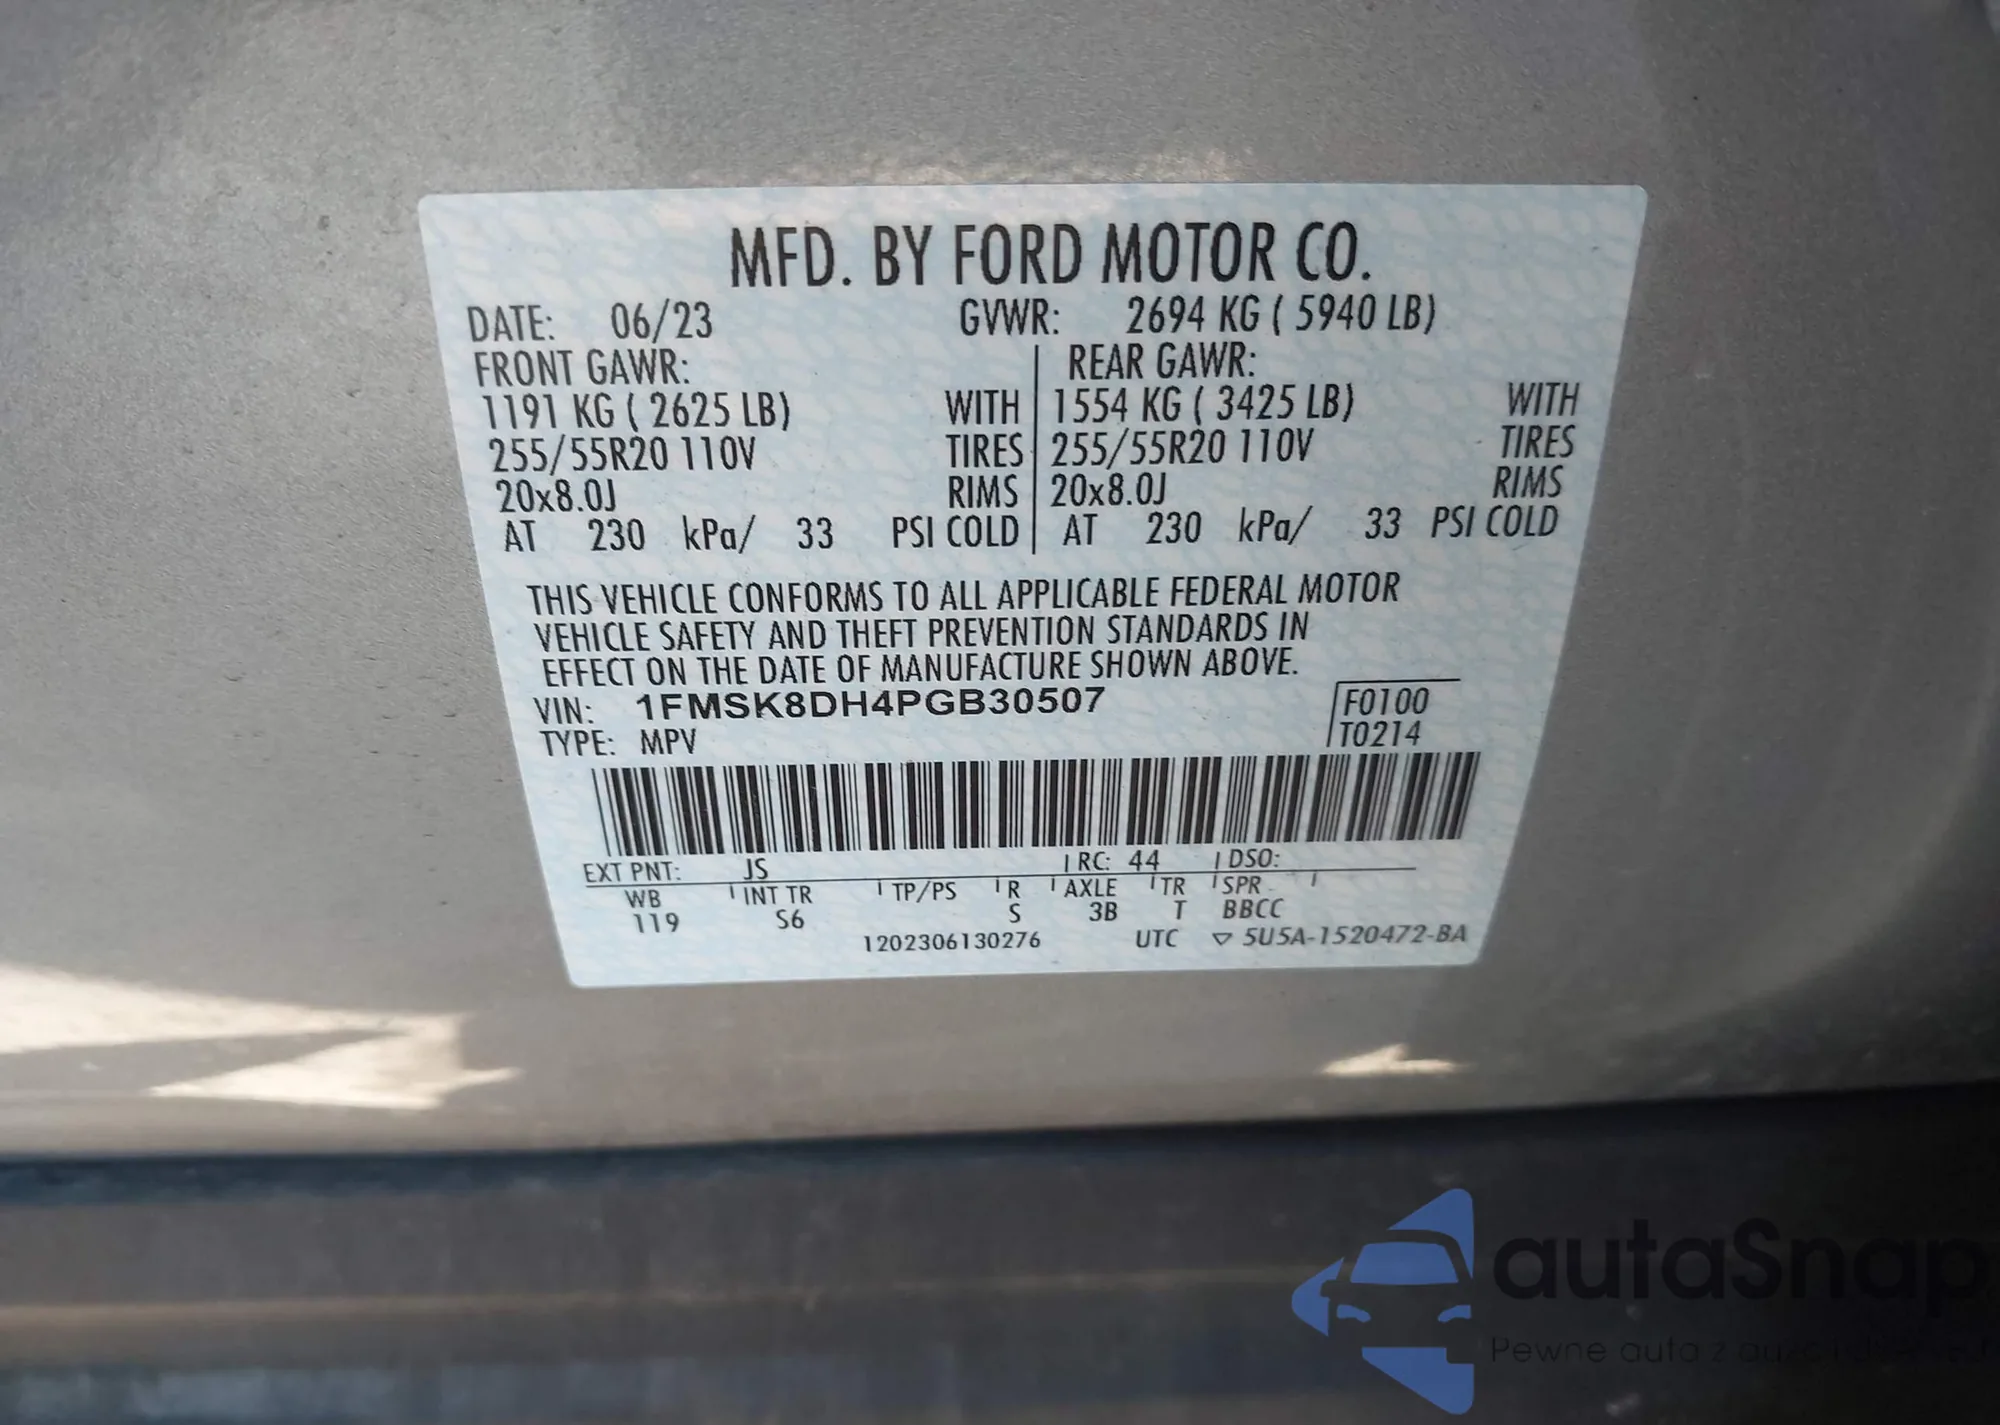 MFD. BY FORD MOTOR CO.
DATE: 06/23 GVWR: 2694 KG ( 5940 LB)
FRONT GAWR: REAR GAWR:
1191 KG ( 2625 LB) WITH 1554 KG ( 3425 LB) WITH
255/55R20 110V TIRES 255/55R20 110V TIRES
20x8.0J RIMS 20x8.0J RIMS
AT 230 kPa/ 33 PSI COLD AT 230 kPa/ 33 PSI COLD
THIS VEHICLE CONFORMS TO ALL APPLICABLE FEDERAL MOTOR
VEHICLE SAFETY AND THEFT PREVENTION STANDARDS IN
EFFECT ON THE DATE OF MANUFACTURE SHOWN ABOVE.
VIN: 1FMSK8DH4PGB30507 F0100
TYPE: MPV T0214
EXT PNT: JS RC: 44 DSO:
WB INT TR TP/PS R AXLE TR SPR
119 S6 S 3B T BBCC
1202306130276 UTC ▽ 5U5A-1520472-BA
autaSnap
Pewne auto z